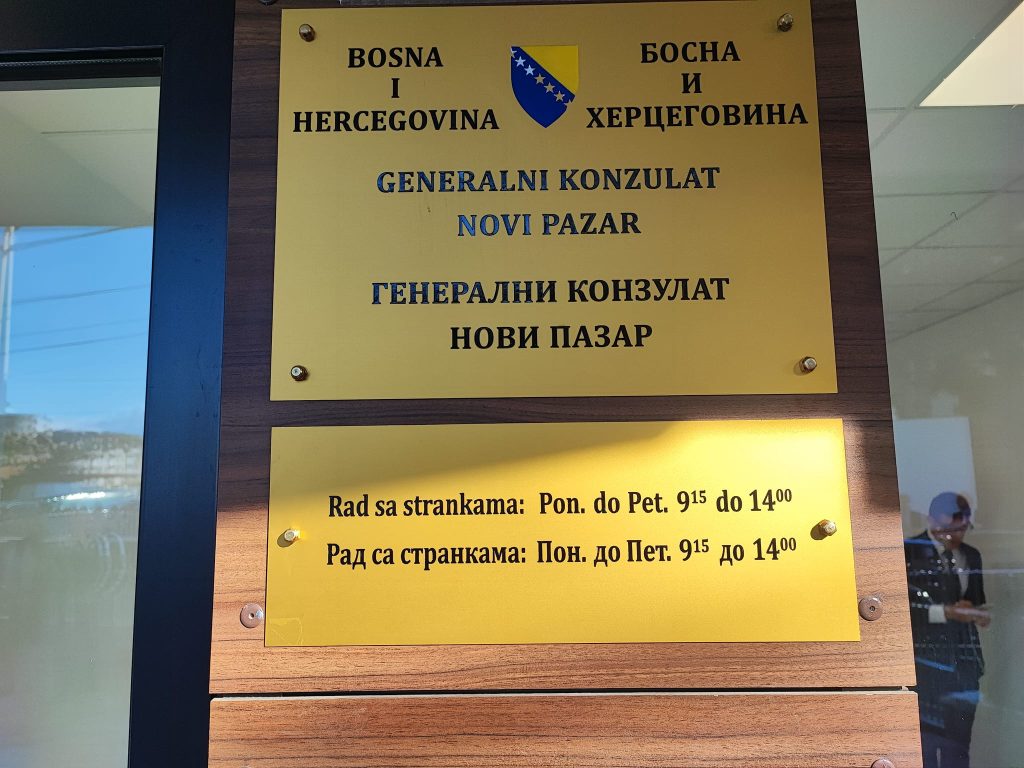 BOSNA
I
HERCEGOVINA
БОСНА
И
ХЕРЦЕГОВИНА
GENERALNI KONZULAT
NOVI PAZAR
ГЕНЕРАЛНИ КОНЗУЛАТ
НОВИ ПАЗАР
Rad sa strankama: Pon. do Pet. 9¹⁵ do 14⁰⁰
Рад са странкама: Пон. до Пет. 9¹⁵ до 14⁰⁰